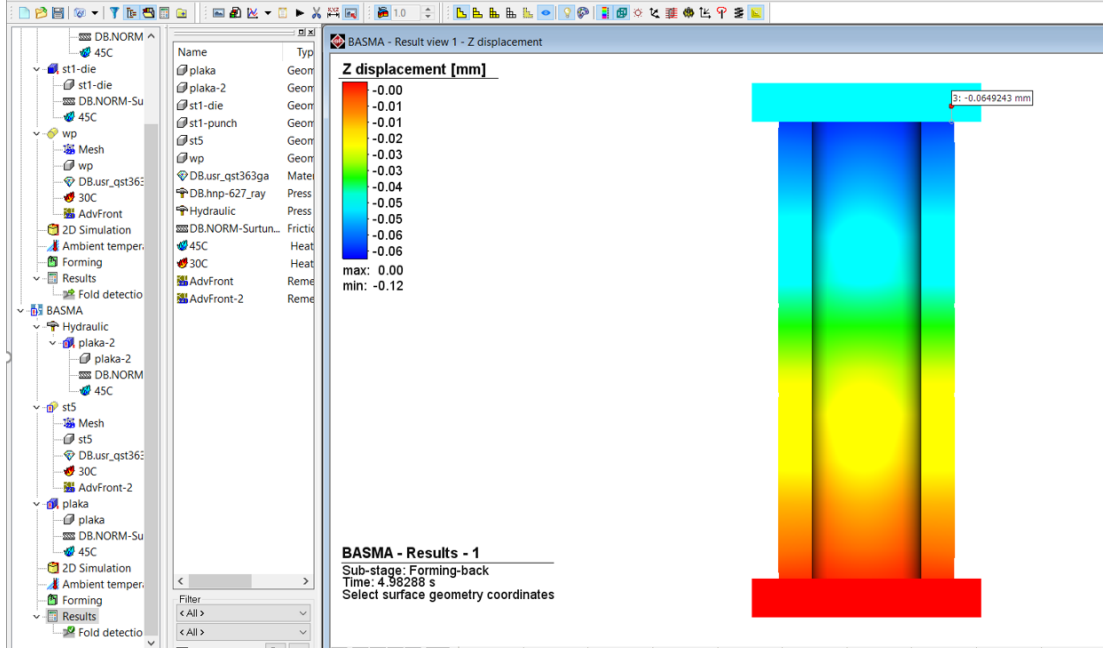 1.0
DB.NORM
45C
st1-die
st1-die
DB.NORM-Su
45C
wp
Mesh
wp
DB.usr_qst363
30C
AdvFront
2D Simulation
Ambient tempera
Forming
Results
Fold detectio
BASMA
Hydraulic
plaka-2
plaka-2
DB.NORM
45C
st5
Mesh
st5
DB.usr_qst363
30C
AdvFront-2
plaka
plaka
DB.NORM-Su
45C
2D Simulation
Ambient tempera
Forming
Results
Fold detectio
Name Typ
plaka Geom
plaka-2 Geom
st1-die Geom
st1-punch Geom
st5 Geom
wp Geom
DB.usr_qst363ga Mater
DB.hnp-627_ray Press
Hydraulic Press
DB.NORM-Surtun... Frictio
45C Heat
30C Heat
AdvFront Reme
AdvFront-2 Reme
Filter
< All >
< All >
BASMA - Result view 1 - Z displacement
Z displacement [mm]
-0.00
-0.01
-0.01
-0.02
-0.03
-0.03
-0.04
-0.05
-0.05
-0.06
-0.06
max: 0.00
min: -0.12
3: -0.0649243 mm
BASMA - Results - 1
Sub-stage: Forming-back
Time: 4.98288 s
Select surface geometry coordinates